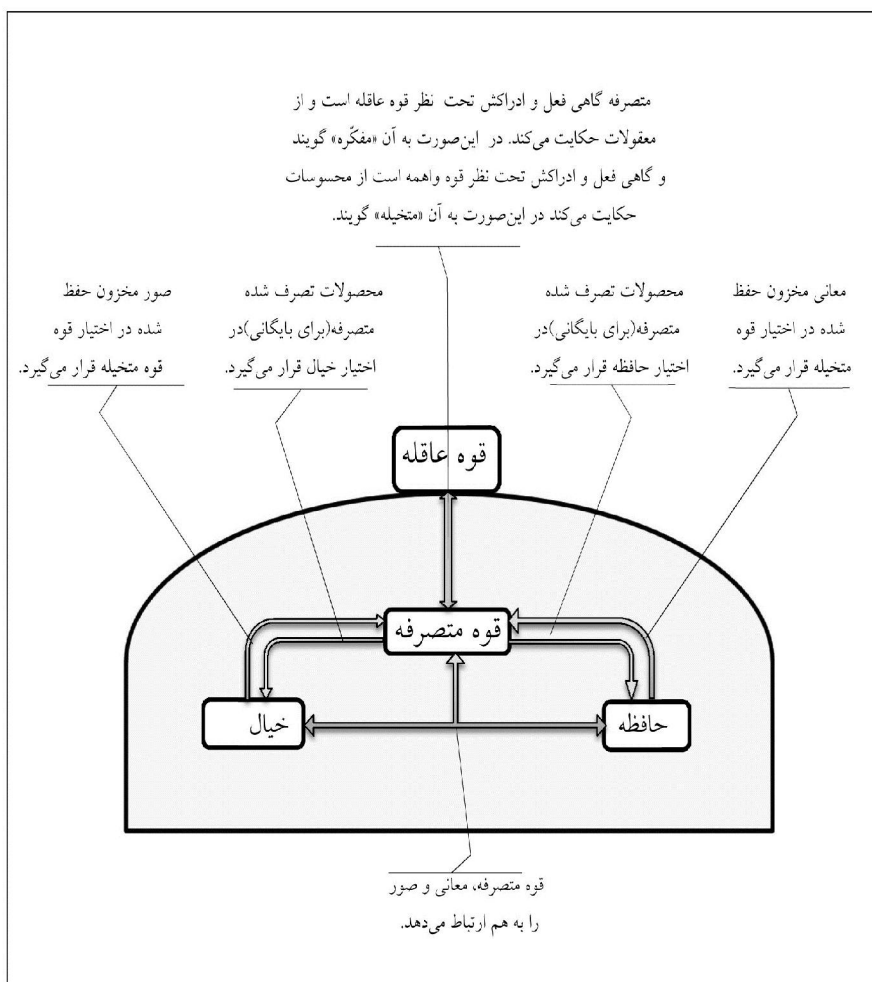 متصرفه گاهی فعل و ادراکش تحت نظر قوه عاقله است و از
معقولات حکایت می‌کند. در این‌صورت به آن «مفکّره» گویند
و گاهی فعل و ادراکش تحت نظر قوه واهمه است از محسوسات
حکایت می‌کند در این‌صورت به آن «متخیله» گویند.
معانی مخزون حفظ
شده در اختیار قوه
متخیله قرار می‌گیرد.
محصولات تصرف شده
متصرفه(برای بایگانی)در
اختیار حافظه قرار می‌گیرد.
محصولات تصرف شده
متصرفه(برای بایگانی)در
اختیار خیال قرار می‌گیرد.
صور مخزون حفظ
شده در اختیار قوه
قوه متخیله قرار می‌گیرد.
قوه عاقله
قوه متصرفه
حافظه
خیال
قوه متصرفه، معانی و صور
را به هم ارتباط می‌دهد.